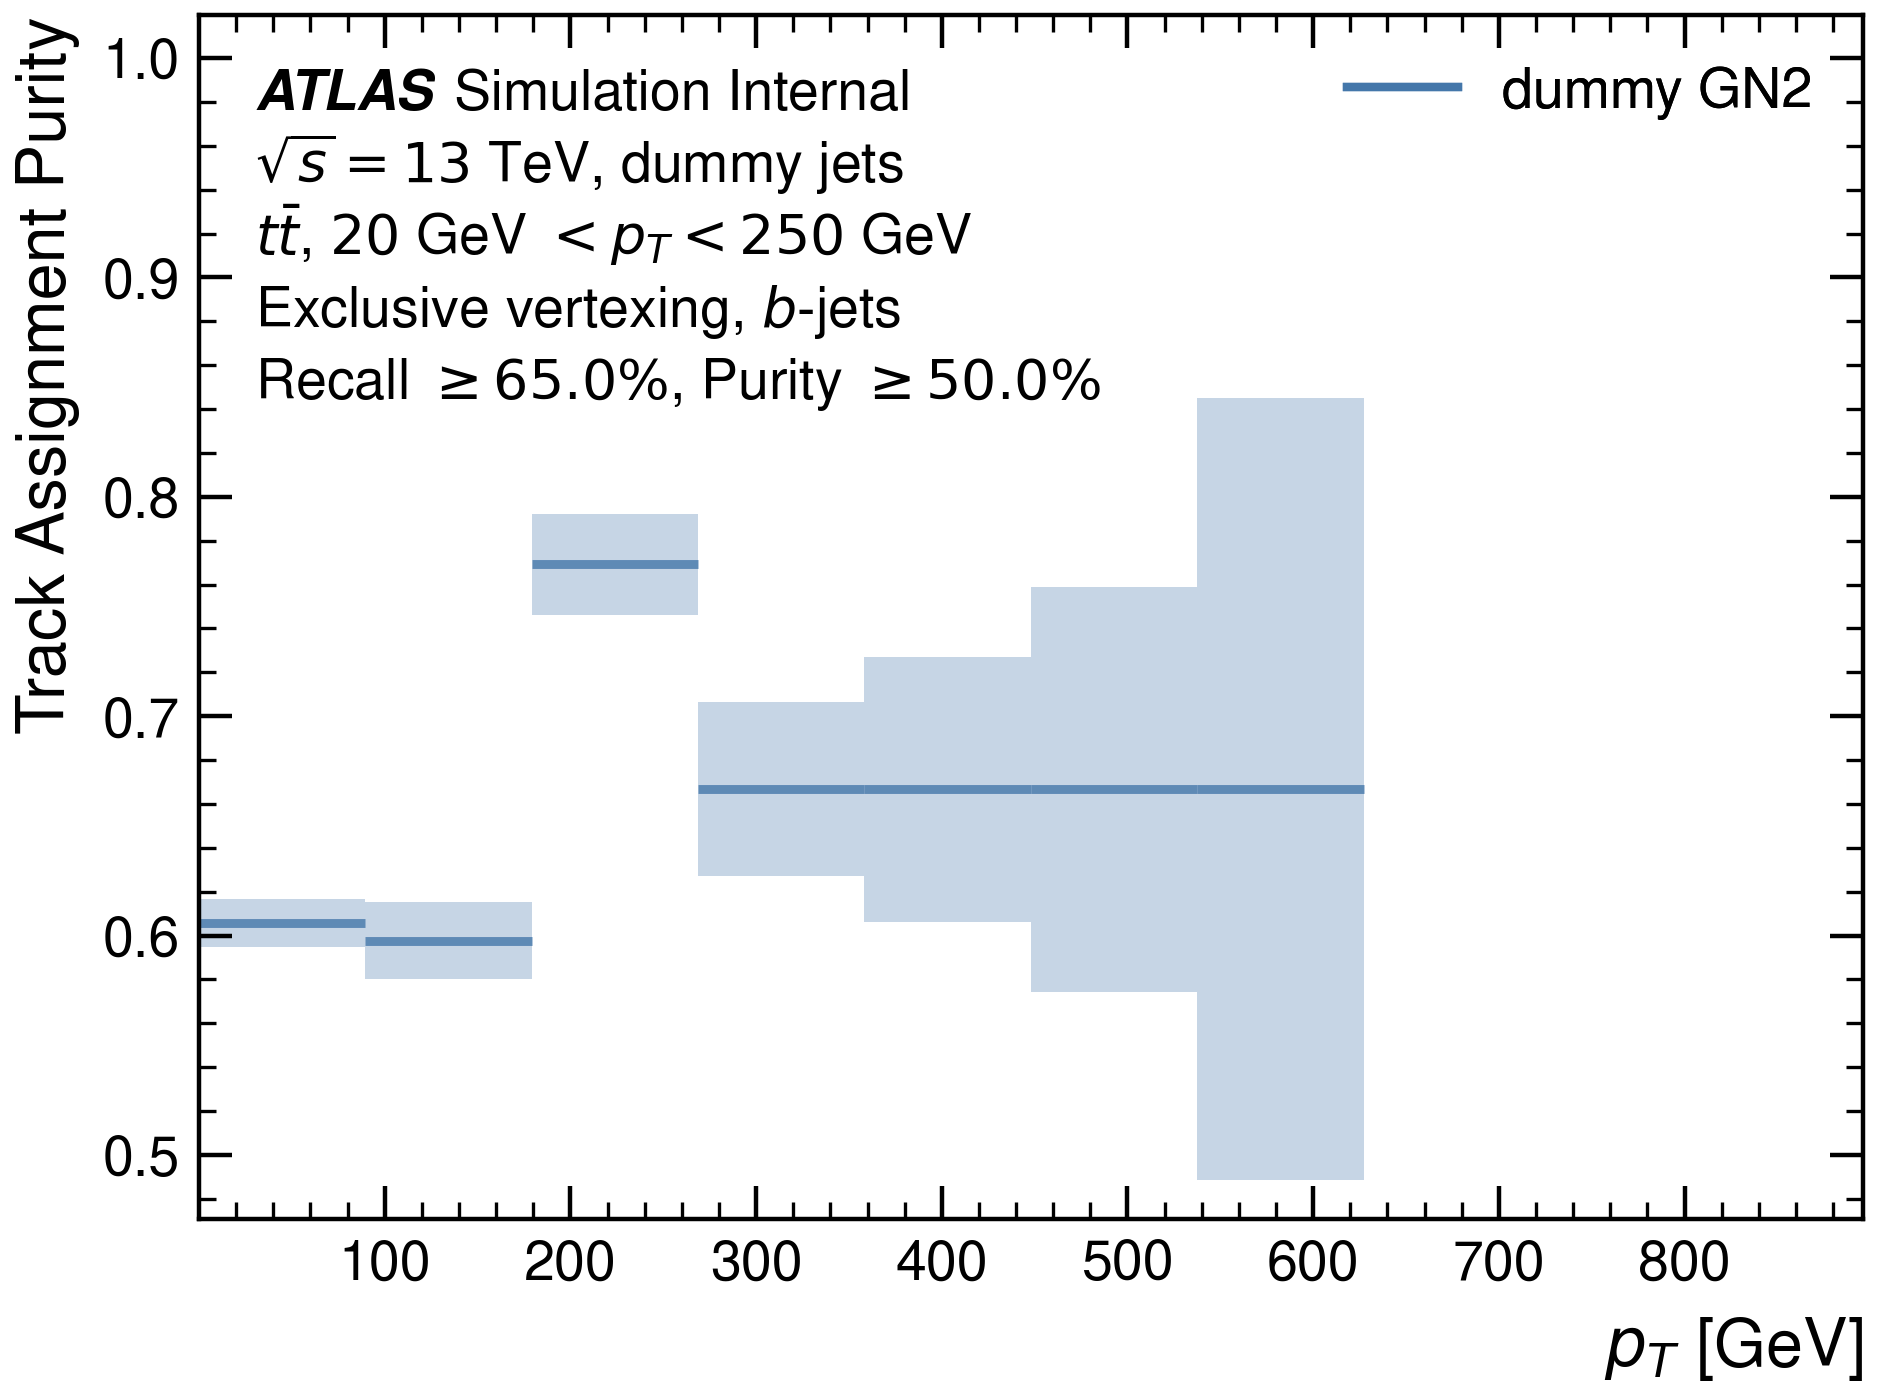 Track Assignment Purity
1.0
0.9
0.8
0.7
0.6
0.5
ATLAS Simulation Internal
√s = 13 TeV, dummy jets
tt̄, 20 GeV < p_T < 250 GeV
Exclusive vertexing, b-jets
Recall ≥ 65.0%, Purity ≥ 50.0%
dummy GN2
100 200 300 400 500 600 700 800
p_T [GeV]